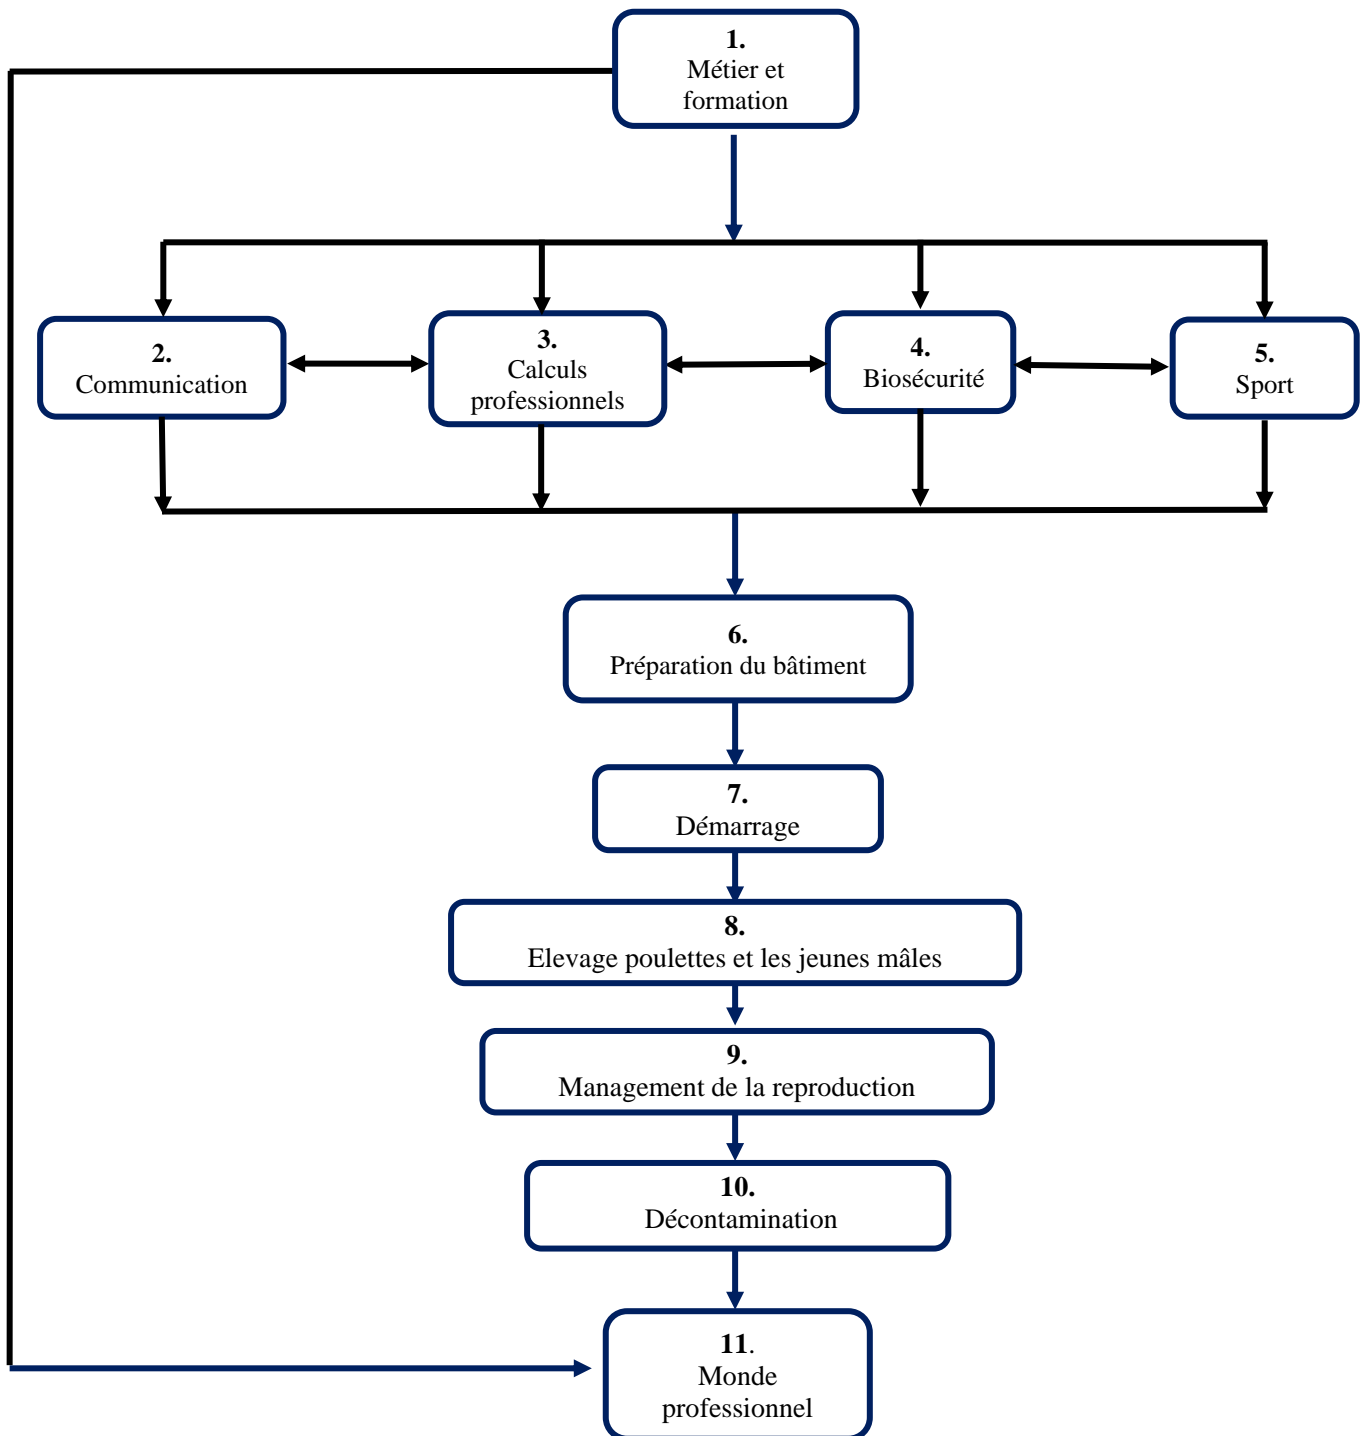 1.
Métier et
formation
2.
Communication
3.
Calculs
professionnels
4.
Biosécurité
5.
Sport
6.
Préparation du bâtiment
7.
Démarrage
8.
Elevage poulettes et les jeunes mâles
9.
Management de la reproduction
10.
Décontamination
11.
Monde
professionnel